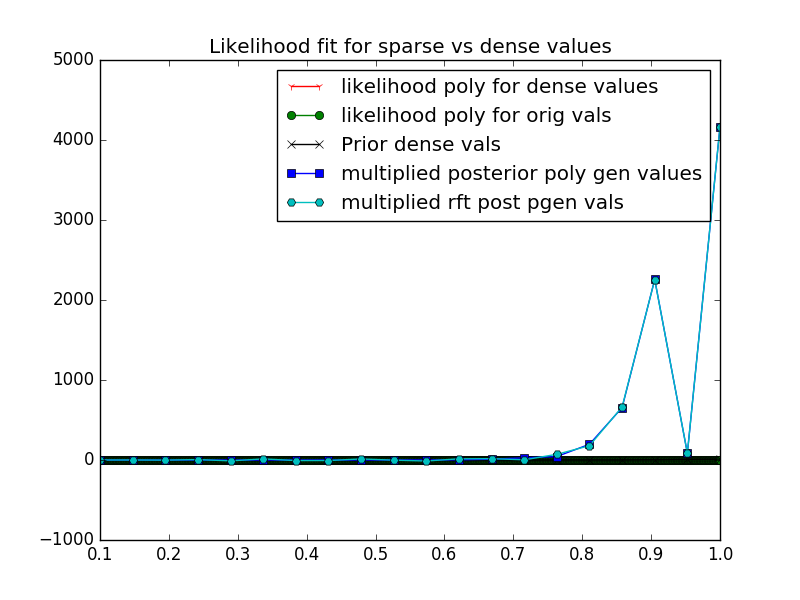 Likelihood fit for sparse vs dense values
5000
4000
3000
2000
1000
0
−1000
likelihood poly for dense values
likelihood poly for orig vals
Prior dense vals
multiplied posterior poly gen values
multiplied rft post pgen vals
0.1 0.2 0.3 0.4 0.5 0.6 0.7 0.8 0.9 1.0